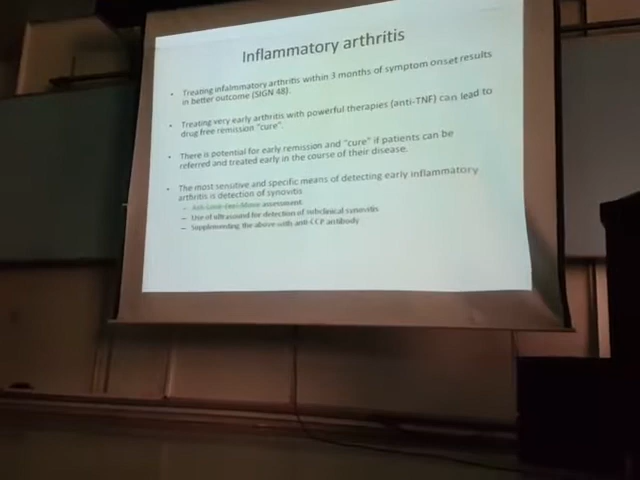 Inflammatory arthritis
• Treating infalmmatory arthritis within 3 months of symptom onset results
in better outcome (SIGN 48).
• Treating very early arthritis with powerful therapies (anti-TNF) can lead to
drug free remission "cure".
• There is potential for early remission and "cure" if patients can be
referred and treated early in the course of their disease.
• The most sensitive and specific means of detecting early inflammatory
arthritis is detection of synovitis
– Ask-Look-Feel-Move assessment
– Use of ultrasound for detection of subclinical synovitis
– Supplementing the above with anti-CCP antibody